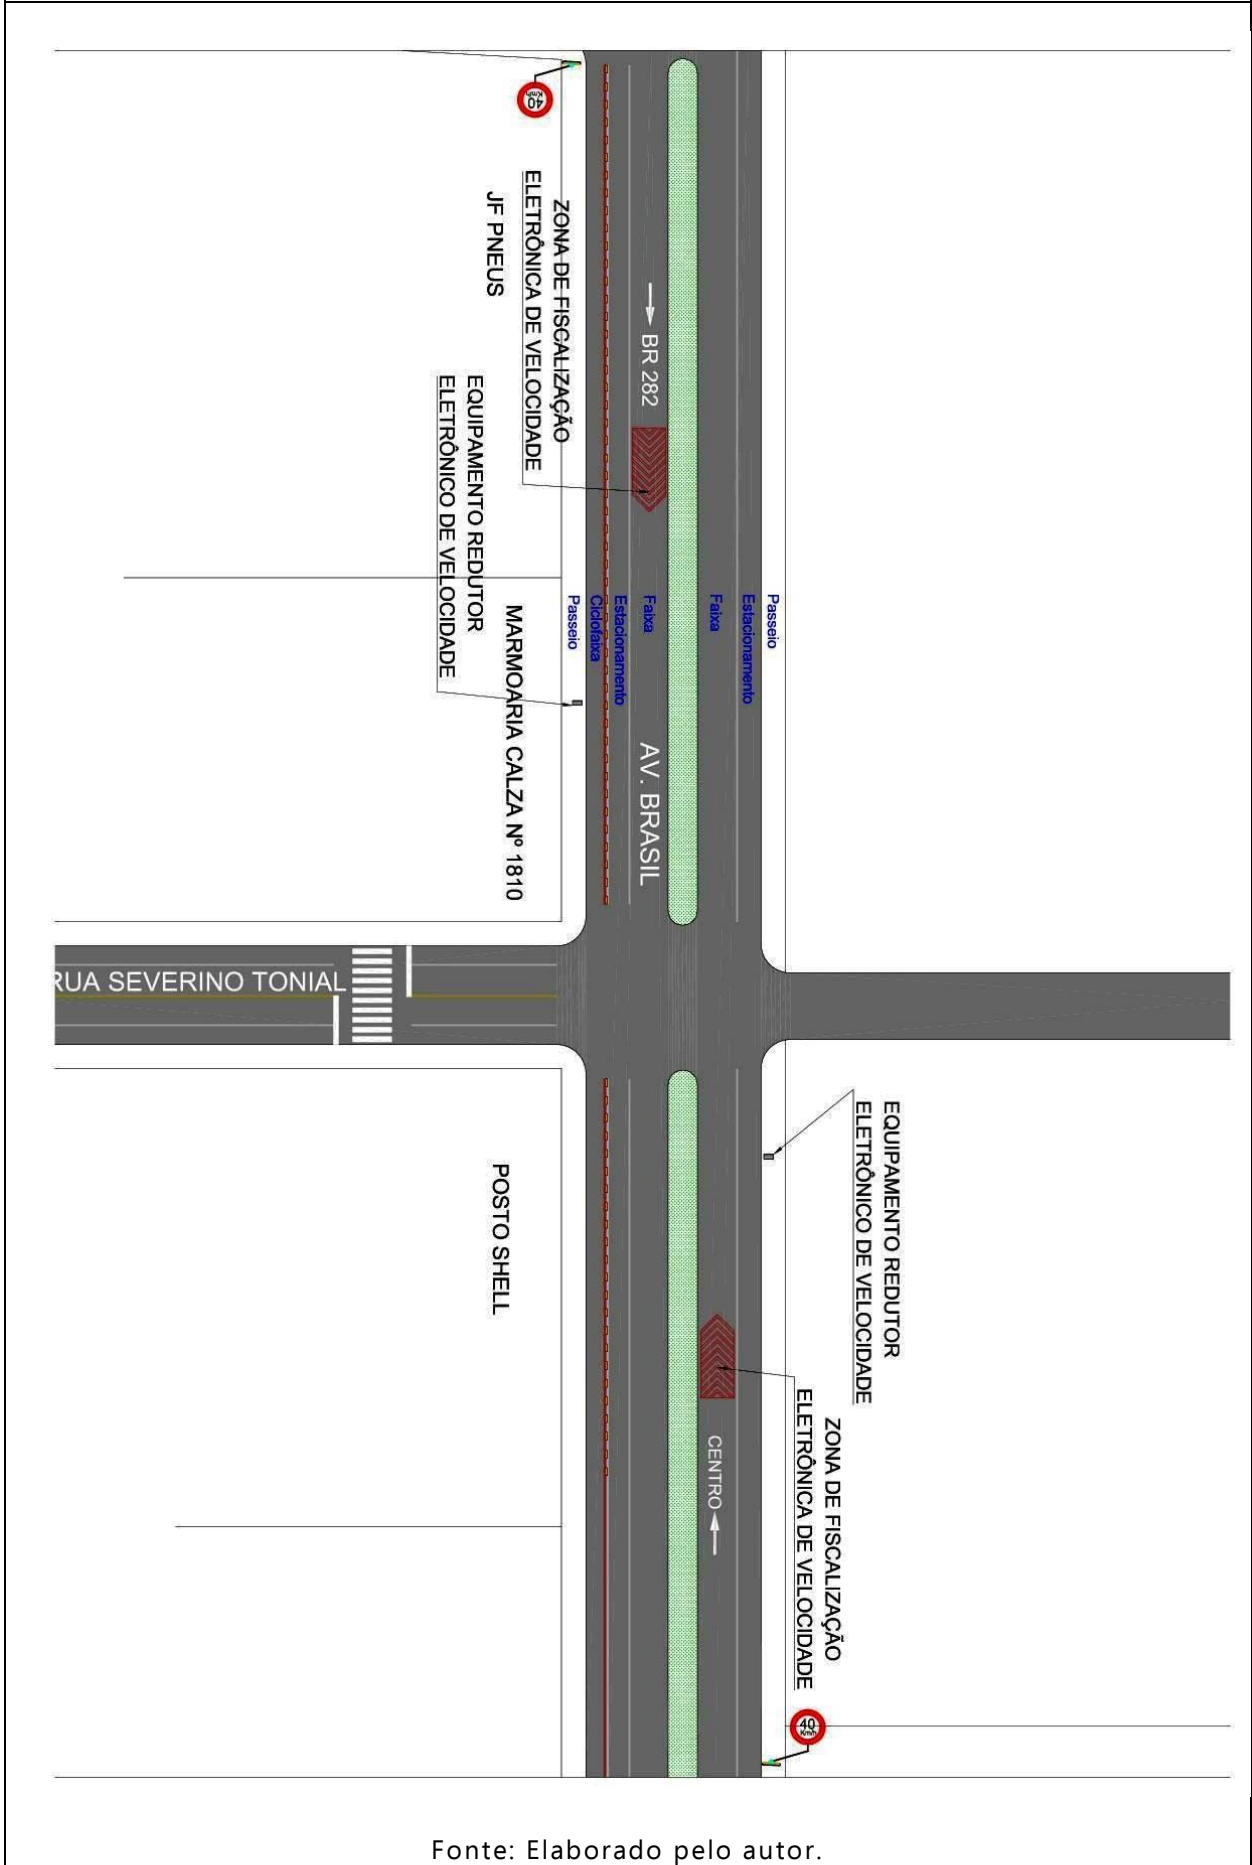 40
Km/h
ZONA DE FISCALIZAÇÃO
ELETRÔNICA DE VELOCIDADE
JF PNEUS
BR 282
EQUIPAMENTO REDUTOR
ELETRÔNICO DE VELOCIDADE
MARMOARIA CALZA Nº 1810
Passeio
Ciclofaixa
Estacionamento
Faixa
Faixa
Estacionamento
Passeio
AV. BRASIL
RUA SEVERINO TONIAL
EQUIPAMENTO REDUTOR
ELETRÔNICO DE VELOCIDADE
POSTO SHELL
ZONA DE FISCALIZAÇÃO
ELETRÔNICA DE VELOCIDADE
CENTRO
40
Km/h
Fonte: Elaborado pelo autor.